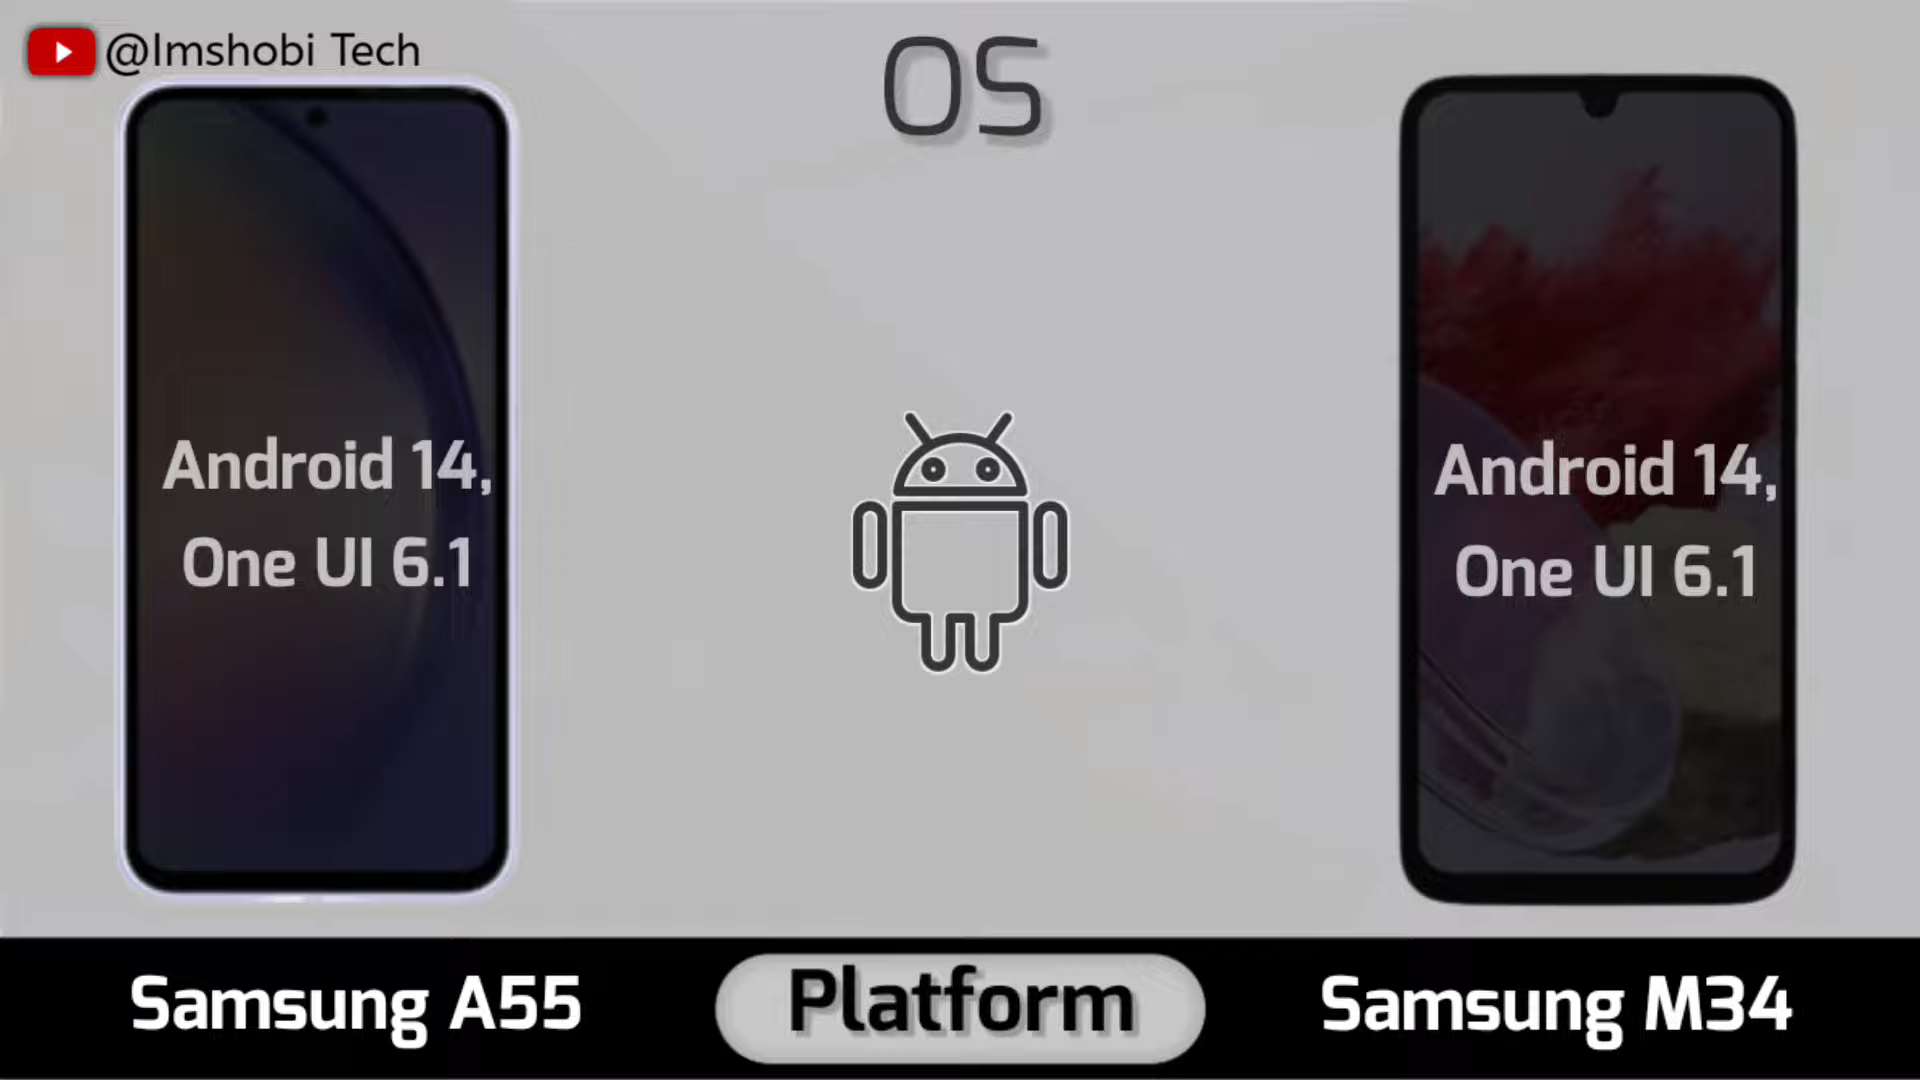 @Imshobi Tech
OS
Android 14,
One UI 6.1
Android 14,
One UI 6.1
Samsung A55
Platform
Samsung M34